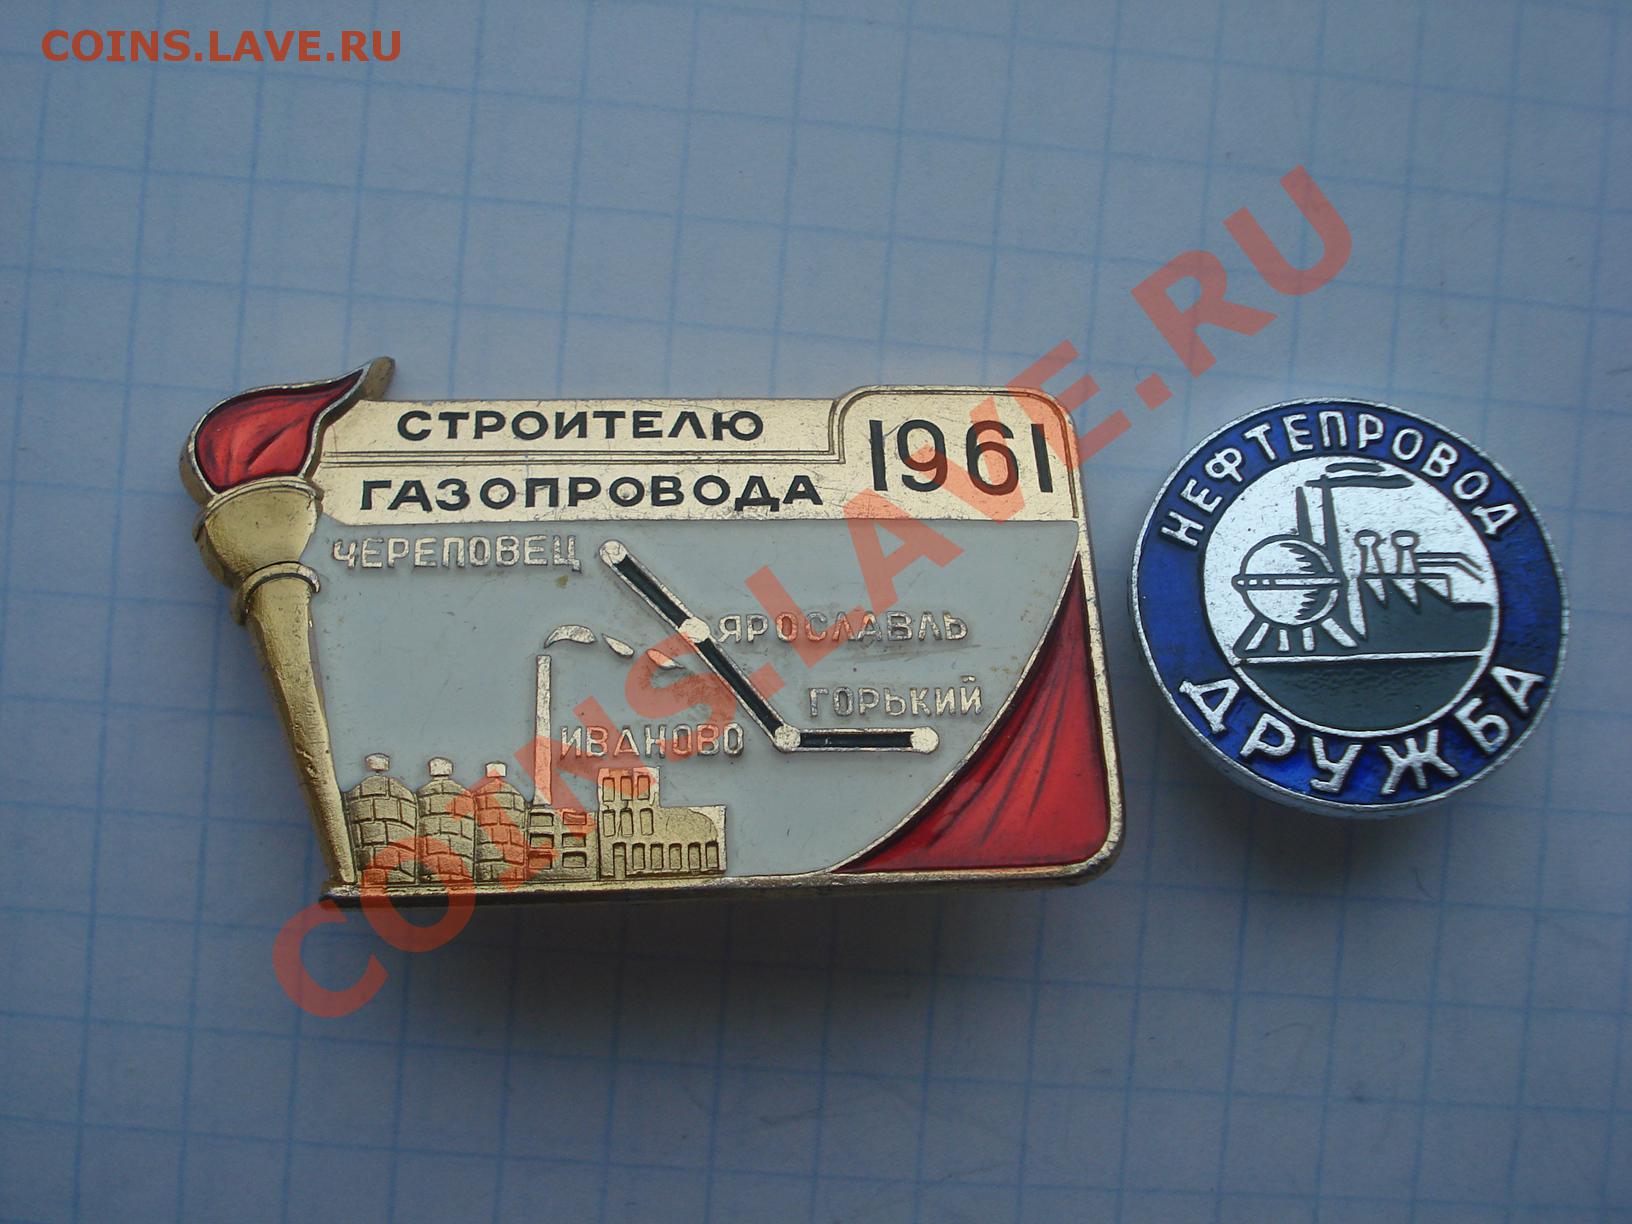 COINS.LAVE.RU
СТРОИТЕЛЮ
ГАЗОПРОВОДА
1961
ЧЕРЕПОВЕЦ
ЯРОСЛАВЛЬ
ГОРЬКИЙ
ИВАНОВО
НЕФТЕПРОВОД
ДРУЖБА
COINS.LAVE.RU